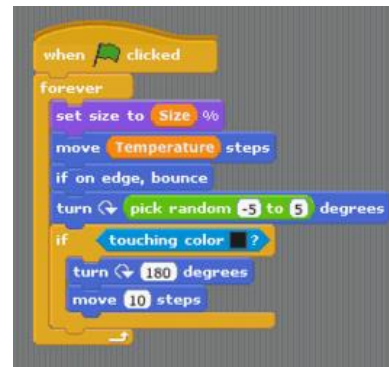 when clicked
forever
set size to Size %
move Temperature steps
if on edge, bounce
turn pick random -5 to 5 degrees
if touching color ?
turn 180 degrees
move 10 steps